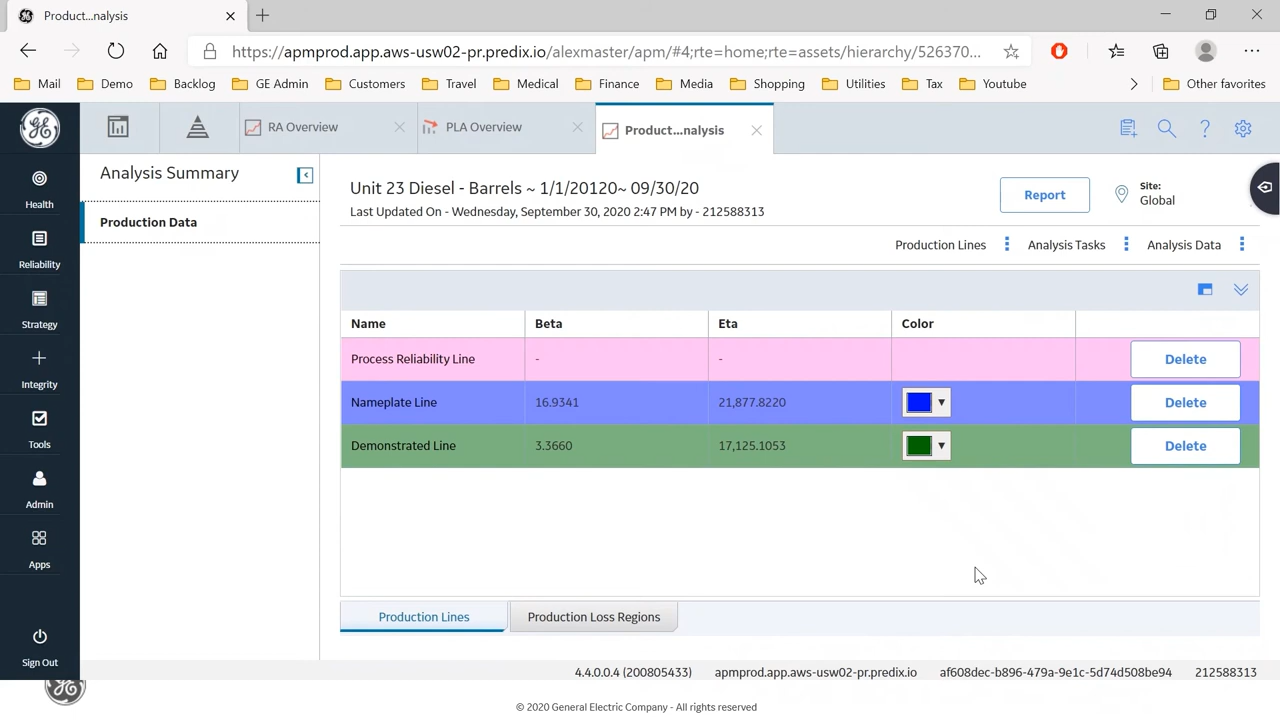 Product...nalysis
https://apmprod.app.aws-usw02-pr.predix.io/alexmaster/apm/#4;rte=home;rte=assets/hierarchy/526370...
Mail Demo Backlog GE Admin Customers Travel Medical Finance Media Shopping Utilities Tax Youtube Other favorites
RA Overview PLA Overview Product...nalysis
Health
Reliability
Strategy
Integrity
Tools
Admin
Apps
Sign Out
Analysis Summary
Production Data
Unit 23 Diesel - Barrels ~ 1/1/20120~ 09/30/20
Last Updated On - Wednesday, September 30, 2020 2:47 PM by - 212588313
Report
Site:
Global
Production Lines Analysis Tasks Analysis Data
Name Beta Eta Color
Process Reliability Line - - Delete
Nameplate Line 16.9341 21,877.8220 Delete
Demonstrated Line 3.3660 17,125.1053 Delete
Production Lines Production Loss Regions
4.4.0.0.4 (200805433) apmprod.app.aws-usw02-pr.predix.io af608dec-b896-479a-9e1c-5d74d508be94 212588313
© 2020 General Electric Company - All rights reserved